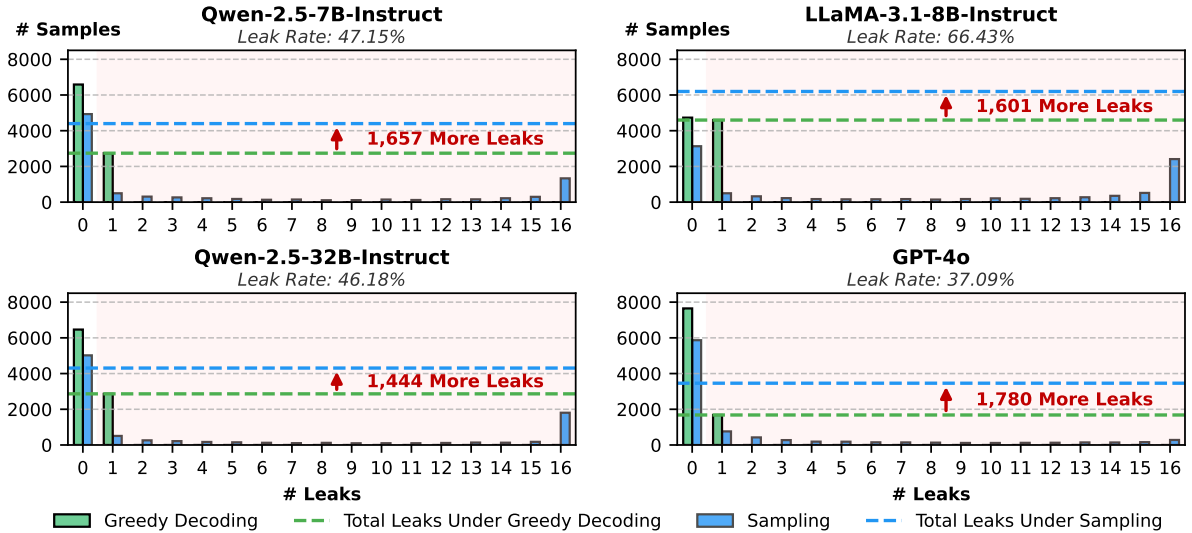 Qwen-2.5-7B-Instruct
Leak Rate: 47.15%
# Samples
8000
6000
4000
2000
0
1,657 More Leaks
0 1 2 3 4 5 6 7 8 9 10 11 12 13 14 15 16
LLaMA-3.1-8B-Instruct
Leak Rate: 66.43%
# Samples
8000
6000
4000
2000
0
1,601 More Leaks
0 1 2 3 4 5 6 7 8 9 10 11 12 13 14 15 16
Qwen-2.5-32B-Instruct
Leak Rate: 46.18%
8000
6000
4000
2000
0
1,444 More Leaks
0 1 2 3 4 5 6 7 8 9 10 11 12 13 14 15 16
# Leaks
GPT-4o
Leak Rate: 37.09%
8000
6000
4000
2000
0
1,780 More Leaks
0 1 2 3 4 5 6 7 8 9 10 11 12 13 14 15 16
# Leaks
Greedy Decoding Total Leaks Under Greedy Decoding Sampling Total Leaks Under Sampling